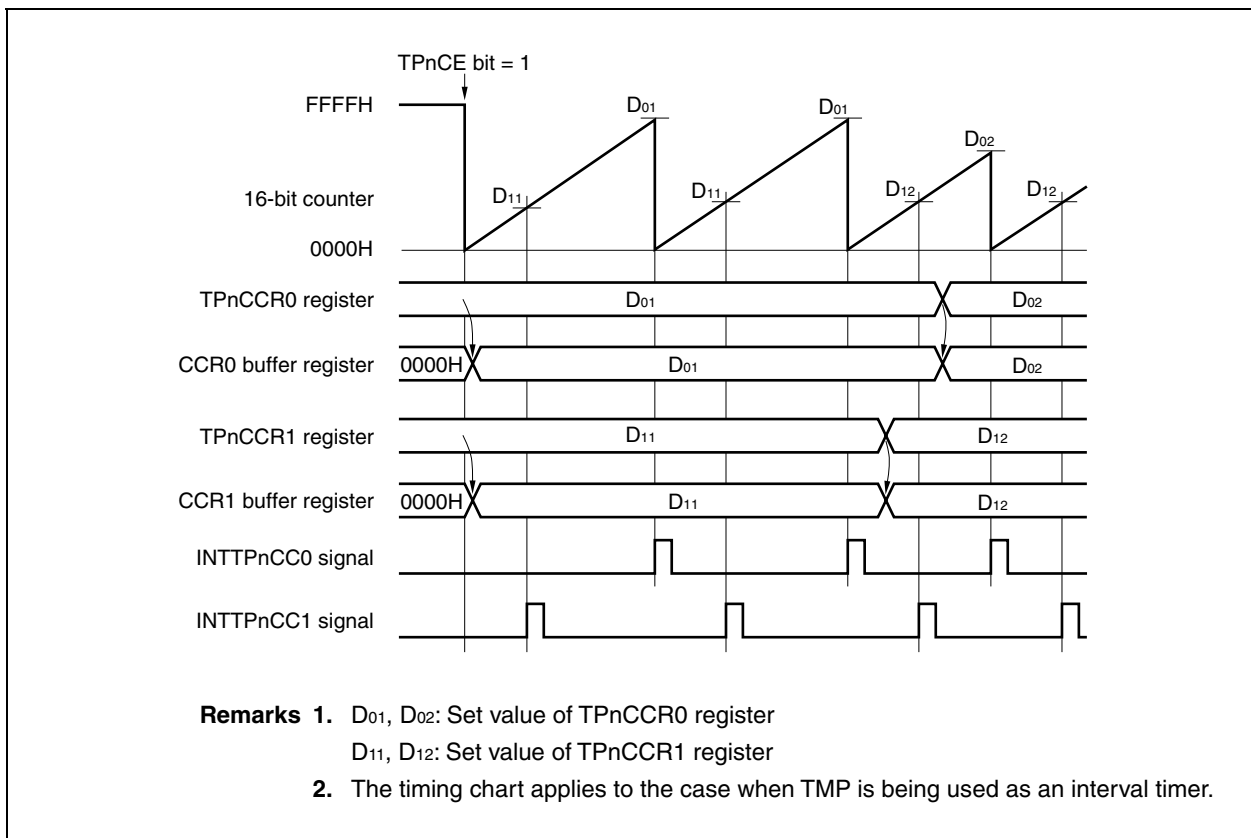 TPnCE bit = 1
FFFFH
D01 D01
D02
D11 D11 D12 D12
16-bit counter
0000H
TPnCCR0 register D01 D02
CCR0 buffer register 0000H D01 D02
TPnCCR1 register D11 D12
CCR1 buffer register 0000H D11 D12
INTTPnCC0 signal
INTTPnCC1 signal
Remarks 1. D01, D02: Set value of TPnCCR0 register
D11, D12: Set value of TPnCCR1 register
2. The timing chart applies to the case when TMP is being used as an interval timer.